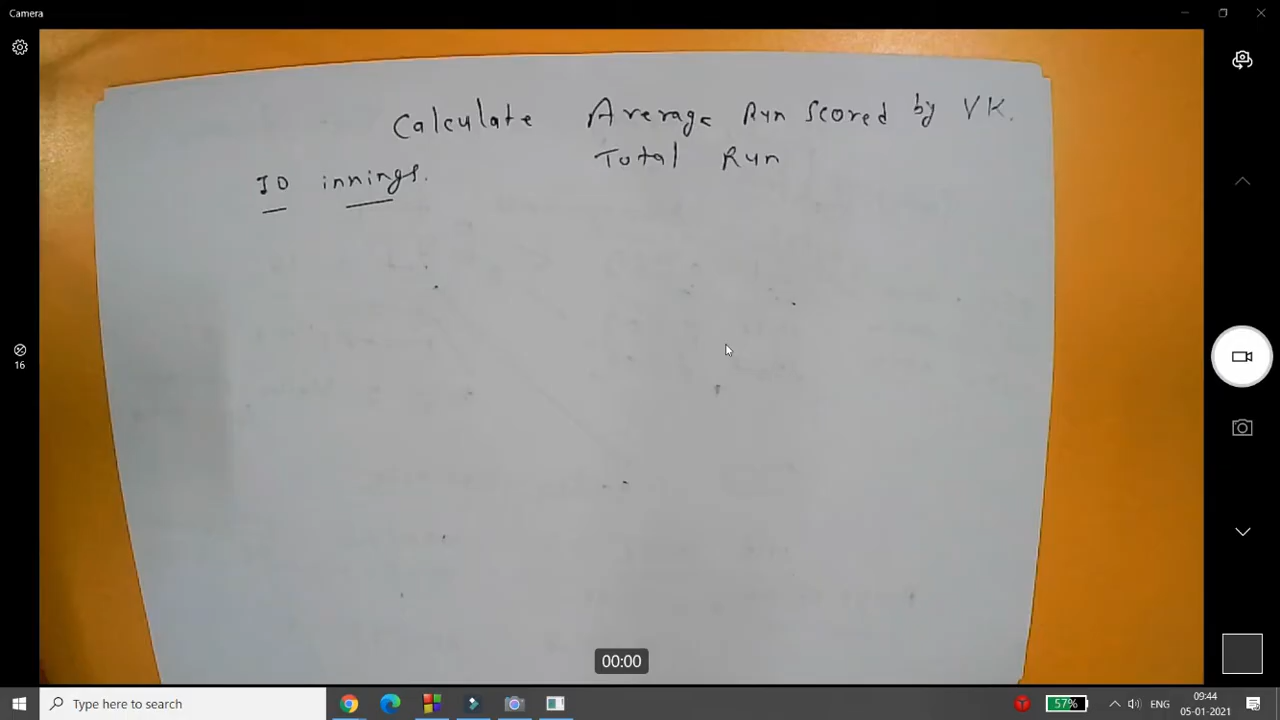 Camera
Calculate Average Run Scored by VK.
Total Run
10 innings.
16
00:00
Type here to search
57%
ENG
09:44
05-01-2021